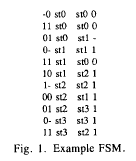 -0 st0 st0 0
11 st0 st0 0
01 st0 st1 -
0- st1 st1 1
11 st1 st0 0
10 st1 st2 1
1- st2 st2 1
00 st2 st1 1
01 st2 st3 1
0- st3 st3 1
11 st3 st2 1
Fig. 1. Example FSM.